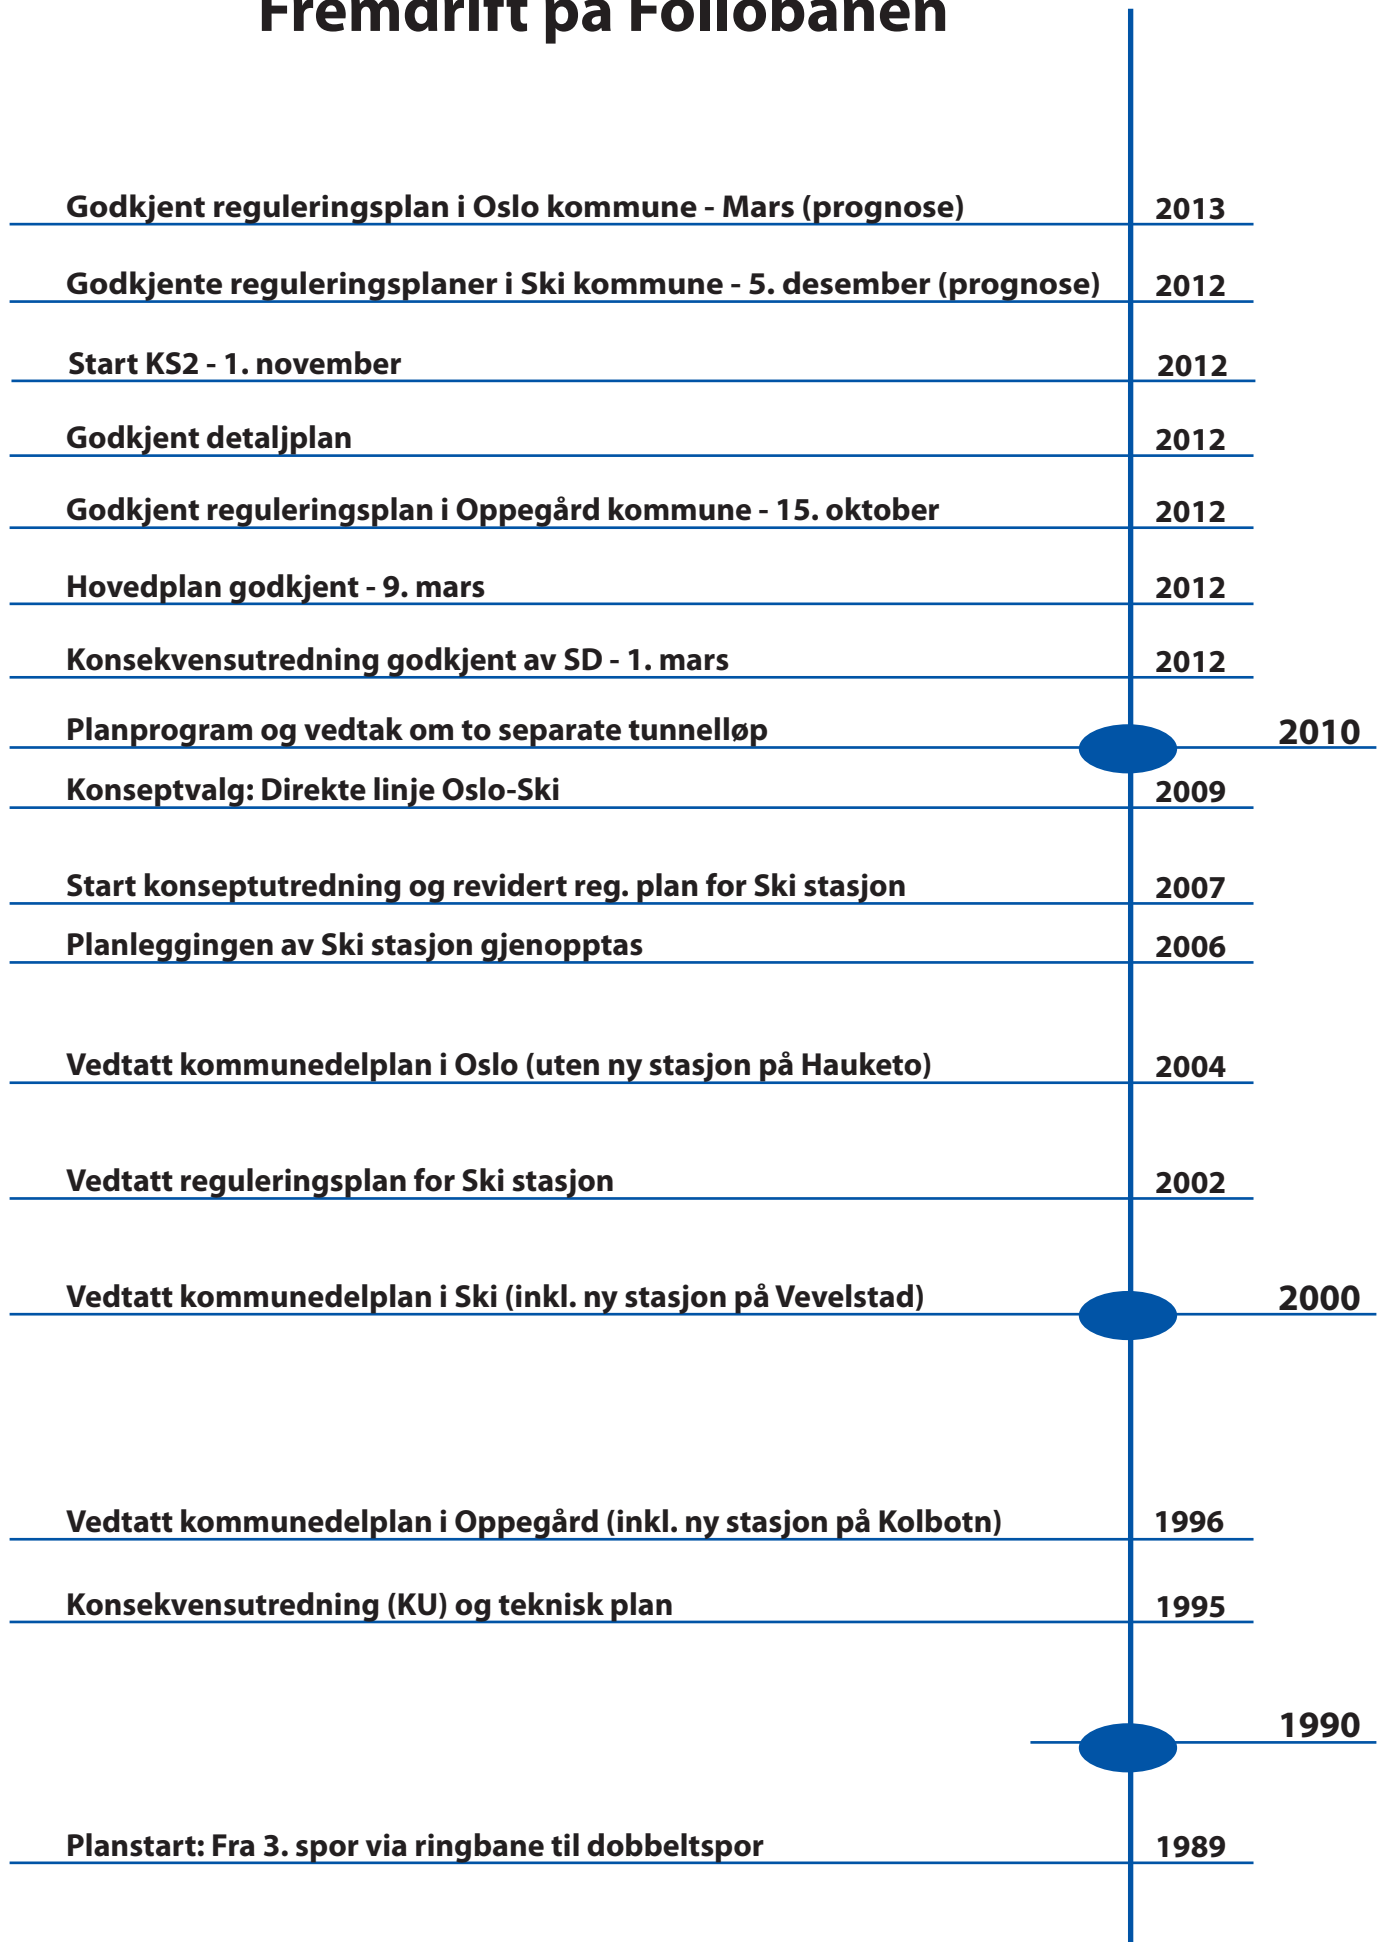 Fremdrift på Follobanen
Godkjent reguleringsplan i Oslo kommune - Mars (prognose) 2013
Godkjente reguleringsplaner i Ski kommune - 5. desember (prognose) 2012
Start KS2 - 1. november 2012
Godkjent detaljplan 2012
Godkjent reguleringsplan i Oppegård kommune - 15. oktober 2012
Hovedplan godkjent - 9. mars 2012
Konsekvensutredning godkjent av SD - 1. mars 2012
Planprogram og vedtak om to separate tunnelløp 2010
Konseptvalg: Direkte linje Oslo-Ski 2009
Start konseptutredning og revidert reg. plan for Ski stasjon 2007
Planleggingen av Ski stasjon gjenopptas 2006
Vedtatt kommunedelplan i Oslo (uten ny stasjon på Hauketo) 2004
Vedtatt reguleringsplan for Ski stasjon 2002
Vedtatt kommunedelplan i Ski (inkl. ny stasjon på Vevelstad) 2000
Vedtatt kommunedelplan i Oppegård (inkl. ny stasjon på Kolbotn) 1996
Konsekvensutredning (KU) og teknisk plan 1995
1990
Planstart: Fra 3. spor via ringbane til dobbeltspor 1989